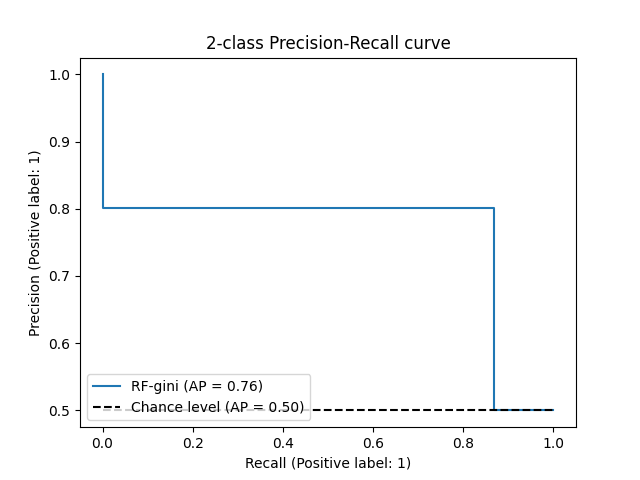 2-class Precision-Recall curve
Precision (Positive label: 1)
1.0
0.9
0.8
0.7
0.6
0.5
RF-gini (AP = 0.76)
Chance level (AP = 0.50)
0.0 0.2 0.4 0.6 0.8 1.0
Recall (Positive label: 1)